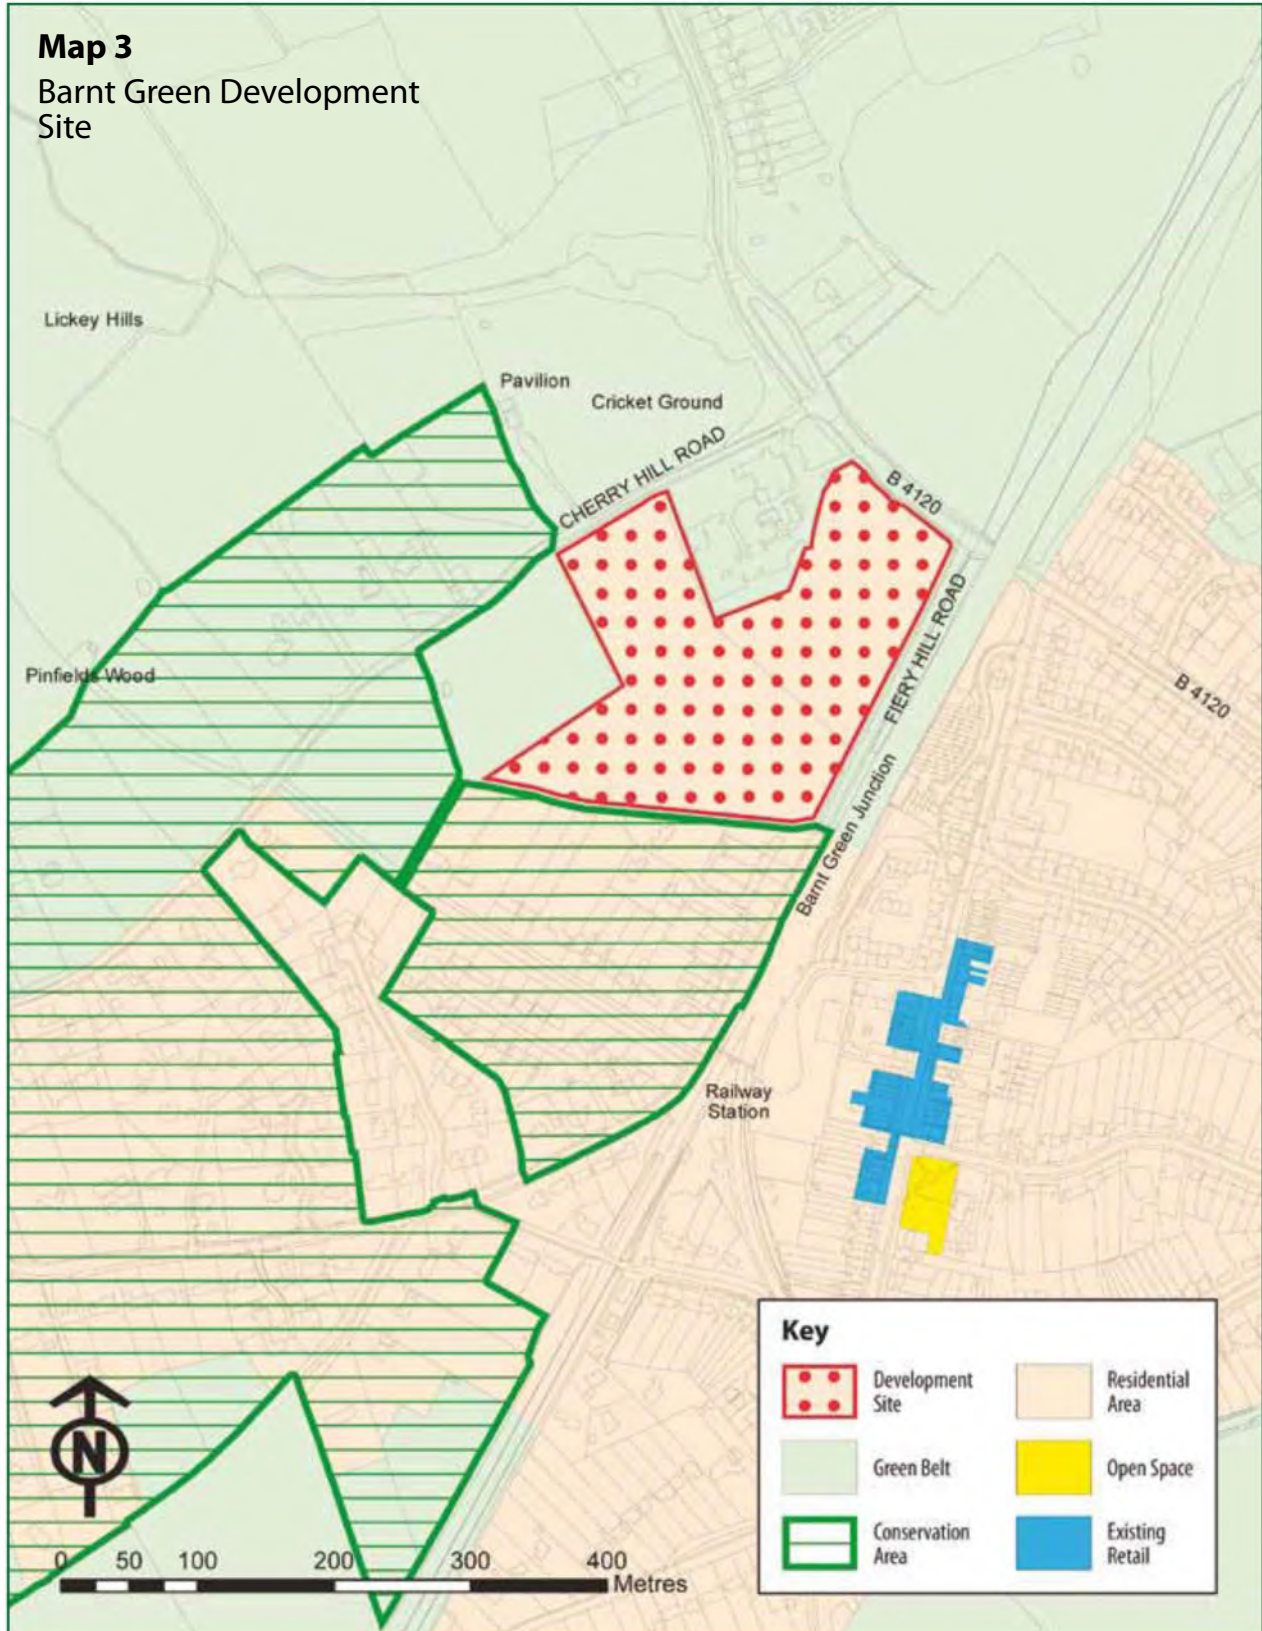 Map 3
Barnt Green Development
Site
Lickey Hills
Pavilion
Cricket Ground
CHERRY HILL ROAD
B 4120
FIERY HILL ROAD
Pinfields Wood
B 4120
Barnt Green Junction
Railway
Station
Key
Development
Site
Residential
Area
Green Belt
Open Space
Conservation
Area
Existing
Retail
N
0 50 100 200 300 400
Metres